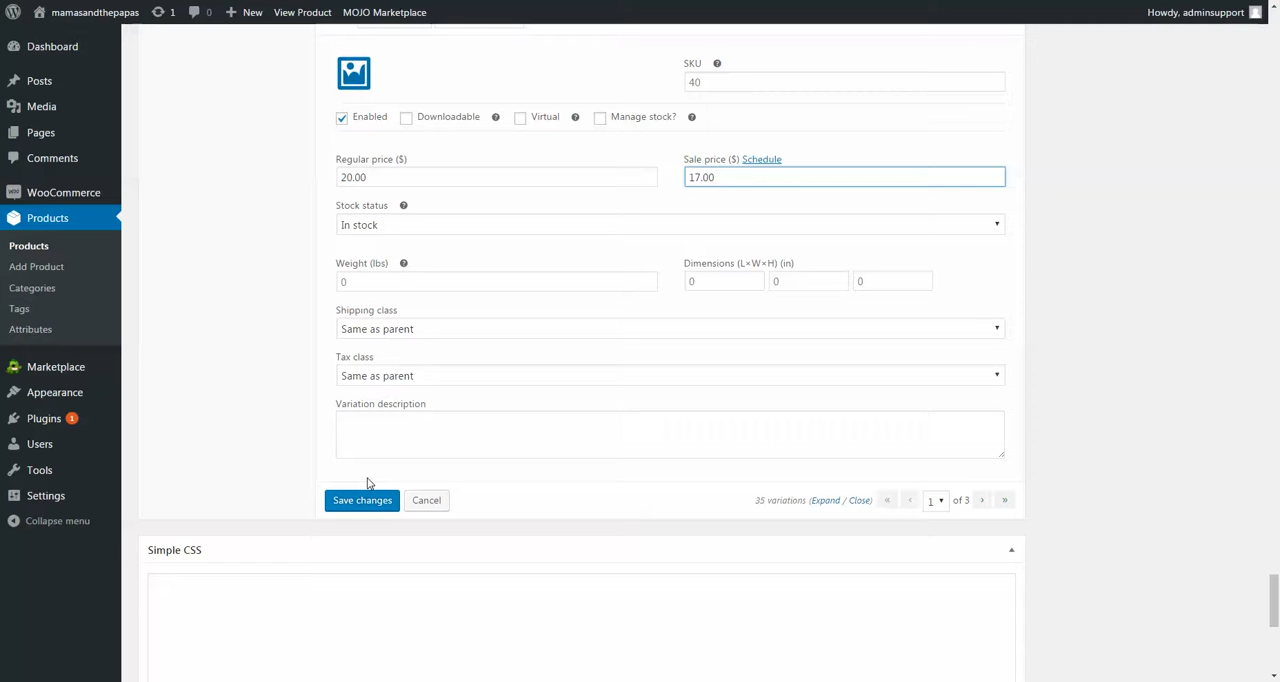 mamasandthepapas 1 0 New View Product MOJO Marketplace Howdy, adminsupport
Dashboard
Posts
Media
Pages
Comments
WooCommerce
Products
Products
Add Product
Categories
Tags
Attributes
Marketplace
Appearance
Plugins 1
Users
Tools
Settings
Collapse menu
SKU ?
40
Enabled Downloadable ? Virtual ? Manage stock? ?
Regular price ($) Sale price ($) Schedule
20.00 17.00
Stock status ?
In stock
Weight (lbs) ? Dimensions (L×W×H) (in)
0 0 0 0
Shipping class
Same as parent
Tax class
Same as parent
Variation description
Save changes Cancel 35 variations (Expand / Close) « ‹ 1 of 3 › »
Simple CSS